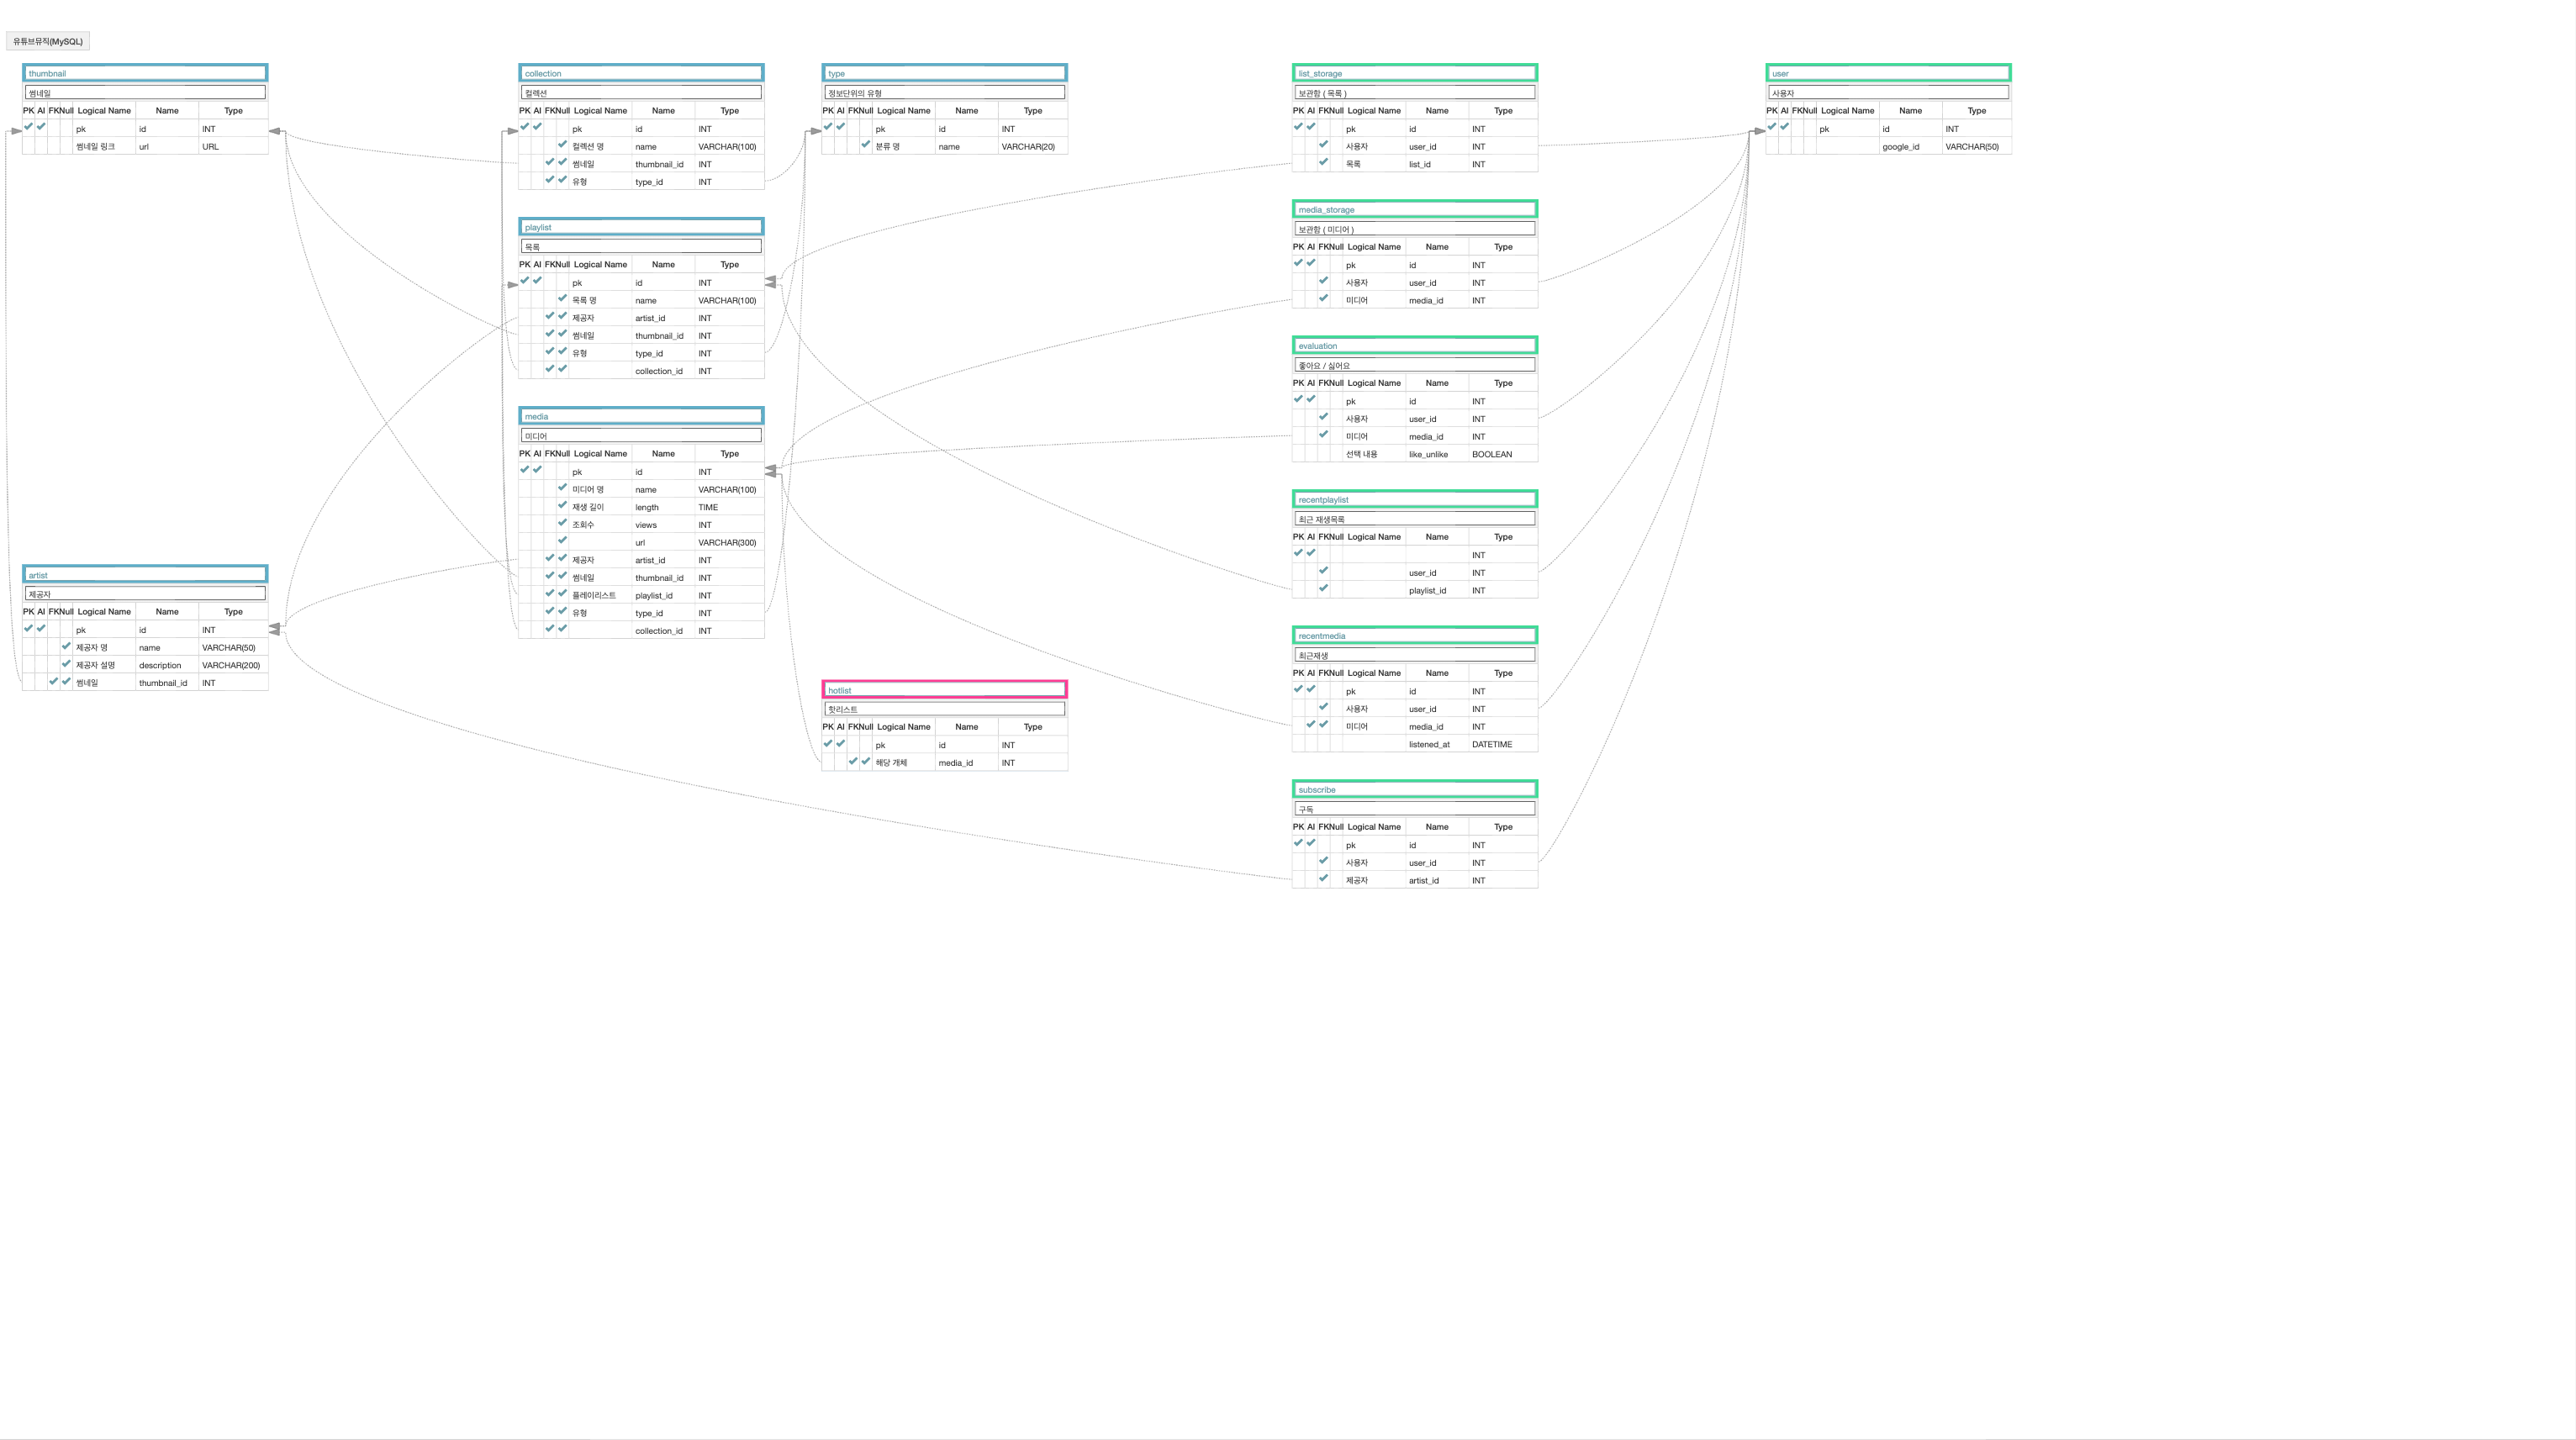 유튜브뮤직(MySQL)
thumbnail
썸네일
PK AI FK Null Logical Name Name Type
pk id INT
썸네일 링크 url URL
collection
컬렉션
PK AI FK Null Logical Name Name Type
pk id INT
컬렉션 명 name VARCHAR(100)
썸네일 thumbnail_id INT
유형 type_id INT
type
정보단위의 유형
PK AI FK Null Logical Name Name Type
pk id INT
분류 명 name VARCHAR(20)
list_storage
보관함 ( 목록 )
PK AI FK Null Logical Name Name Type
pk id INT
사용자 user_id INT
목록 list_id INT
user
사용자
PK AI FK Null Logical Name Name Type
pk id INT
google_id VARCHAR(50)
playlist
목록
PK AI FK Null Logical Name Name Type
pk id INT
목록 명 name VARCHAR(100)
제공자 artist_id INT
썸네일 thumbnail_id INT
유형 type_id INT
collection_id INT
media_storage
보관함 ( 미디어 )
PK AI FK Null Logical Name Name Type
pk id INT
사용자 user_id INT
미디어 media_id INT
evaluation
좋아요 / 싫어요
PK AI FK Null Logical Name Name Type
pk id INT
사용자 user_id INT
미디어 media_id INT
선택 내용 like_unlike BOOLEAN
media
미디어
PK AI FK Null Logical Name Name Type
pk id INT
미디어 명 name VARCHAR(100)
재생 길이 length TIME
조회수 views INT
url VARCHAR(300)
제공자 artist_id INT
썸네일 thumbnail_id INT
플레이리스트 playlist_id INT
유형 type_id INT
collection_id INT
recentplaylist
최근 재생목록
PK AI FK Null Logical Name Name Type
INT
user_id INT
playlist_id INT
artist
제공자
PK AI FK Null Logical Name Name Type
pk id INT
제공자 명 name VARCHAR(50)
제공자 설명 description VARCHAR(200)
썸네일 thumbnail_id INT
recentmedia
최근재생
PK AI FK Null Logical Name Name Type
pk id INT
사용자 user_id INT
미디어 media_id INT
listened_at DATETIME
hotlist
핫리스트
PK AI FK Null Logical Name Name Type
pk id INT
해당 개체 media_id INT
subscribe
구독
PK AI FK Null Logical Name Name Type
pk id INT
사용자 user_id INT
제공자 artist_id INT